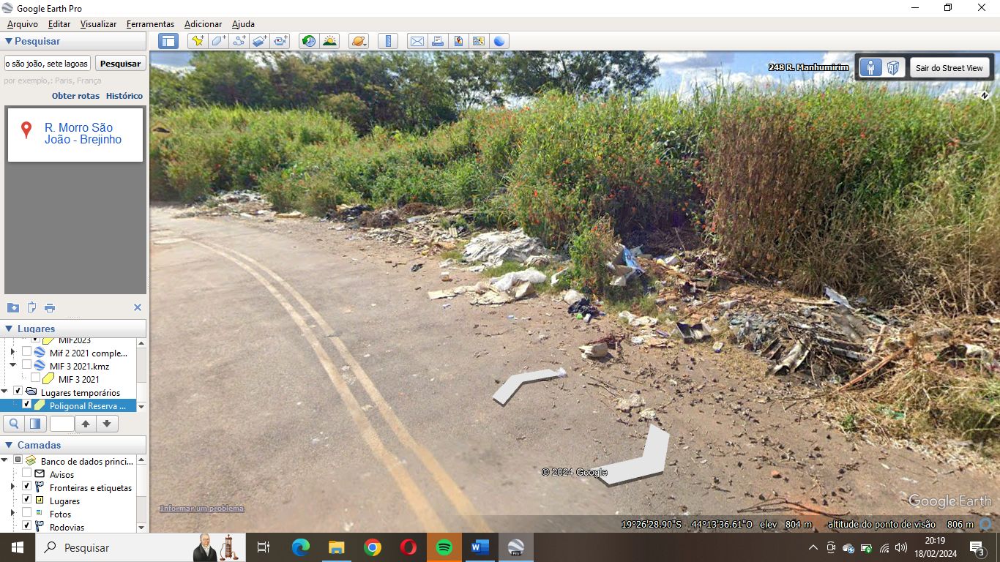 Google Earth Pro
Arquivo Editar Visualizar Ferramentas Adicionar Ajuda
Pesquisar
o são joão, sete lagoas Pesquisar
por exemplo,: Paris, França
Obter rotas Histórico
R. Morro São
João - Brejinho
Lugares
MIF2023
Mif 2 2021 comple...
MIF 3 2021.kmz
MIF 3 2021
Lugares temporários
Poligonal Reserva ...
Camadas
Banco de dados princi...
Avisos
Fronteiras e etiquetas
Lugares
Fotos
Rodovias
248 R. Manhumirim
Sair do Street View
N
© 2024 Google
Informar um problema
Google Earth
19°26'28.90"S 44°13'36.61"O elev 804 m altitude do ponto de visão 806 m
Pesquisar
Pro
20:19
18/02/2024
3